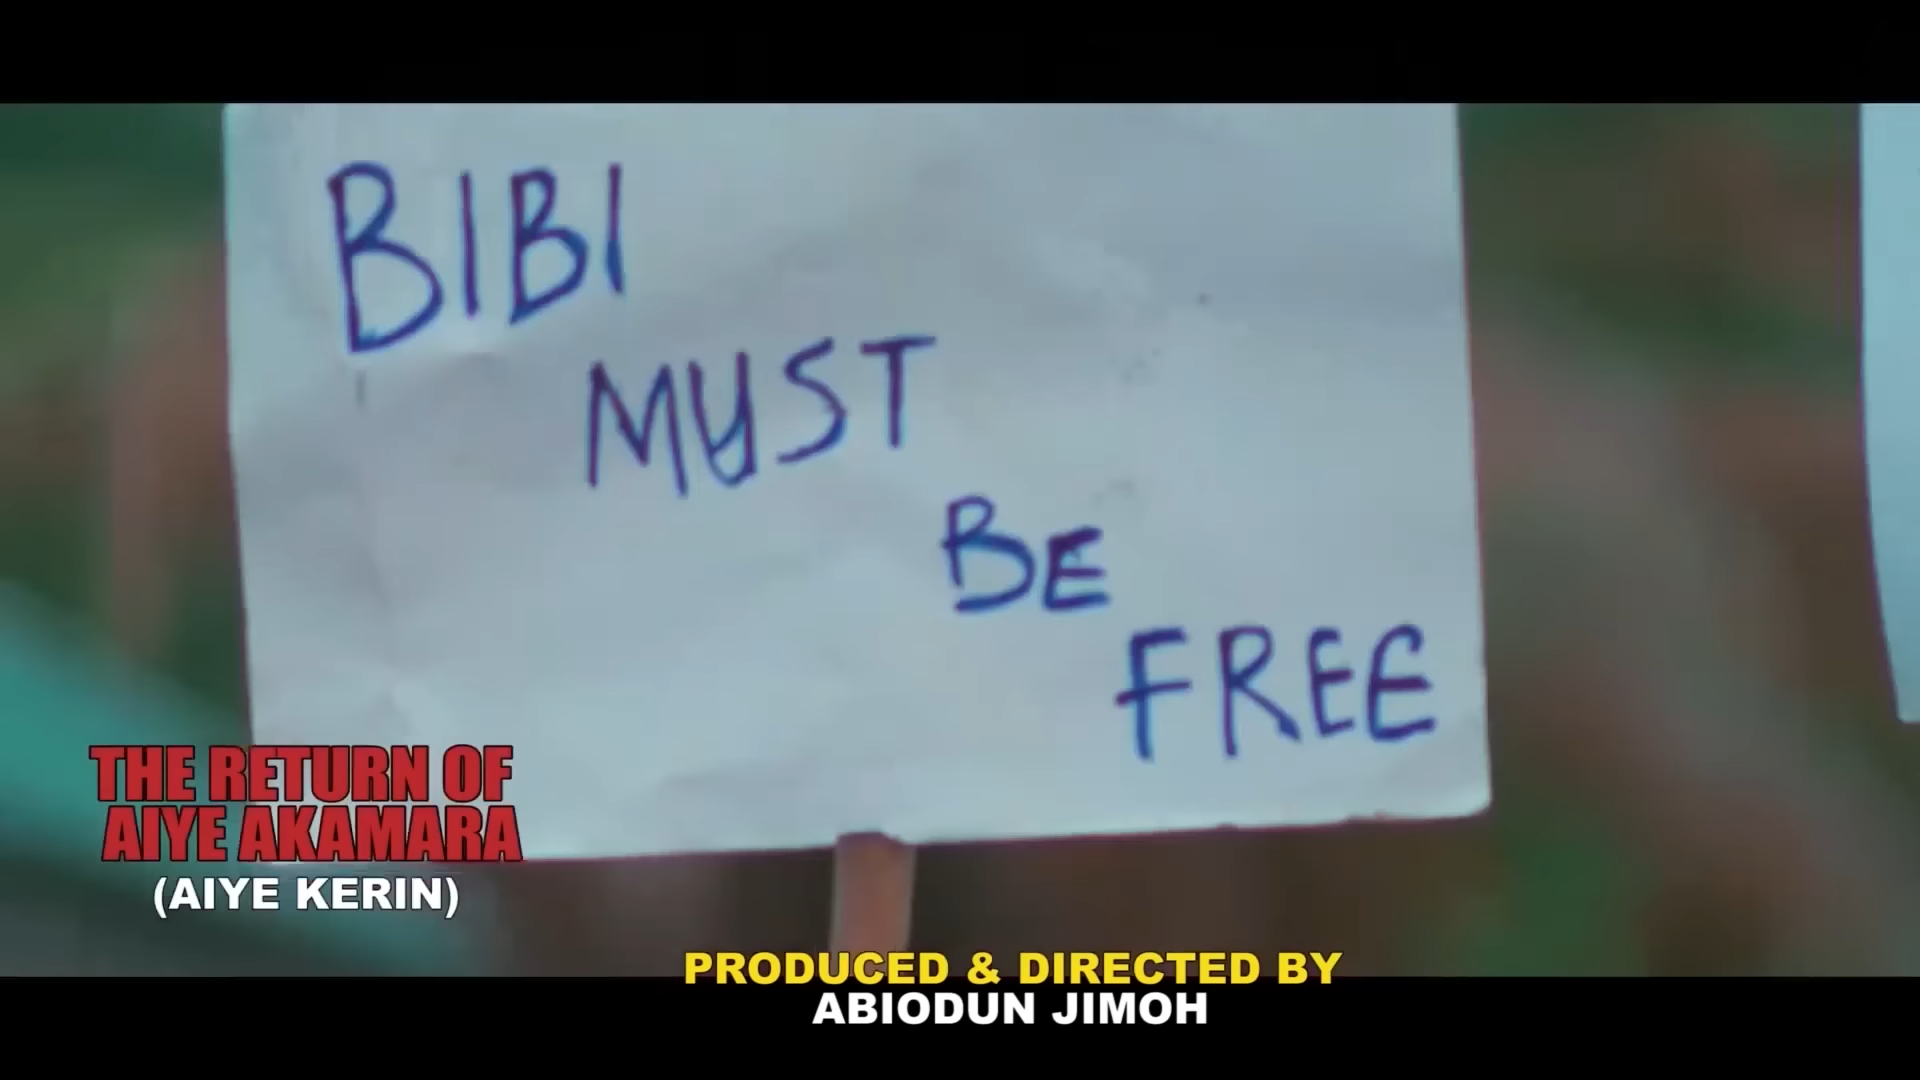 BIBI
MUST
BE
FREE
THE RETURN OF
AIYE AKAMARA
(AIYE KERIN)
PRODUCED & DIRECTED BY
ABIODUN JIMOH